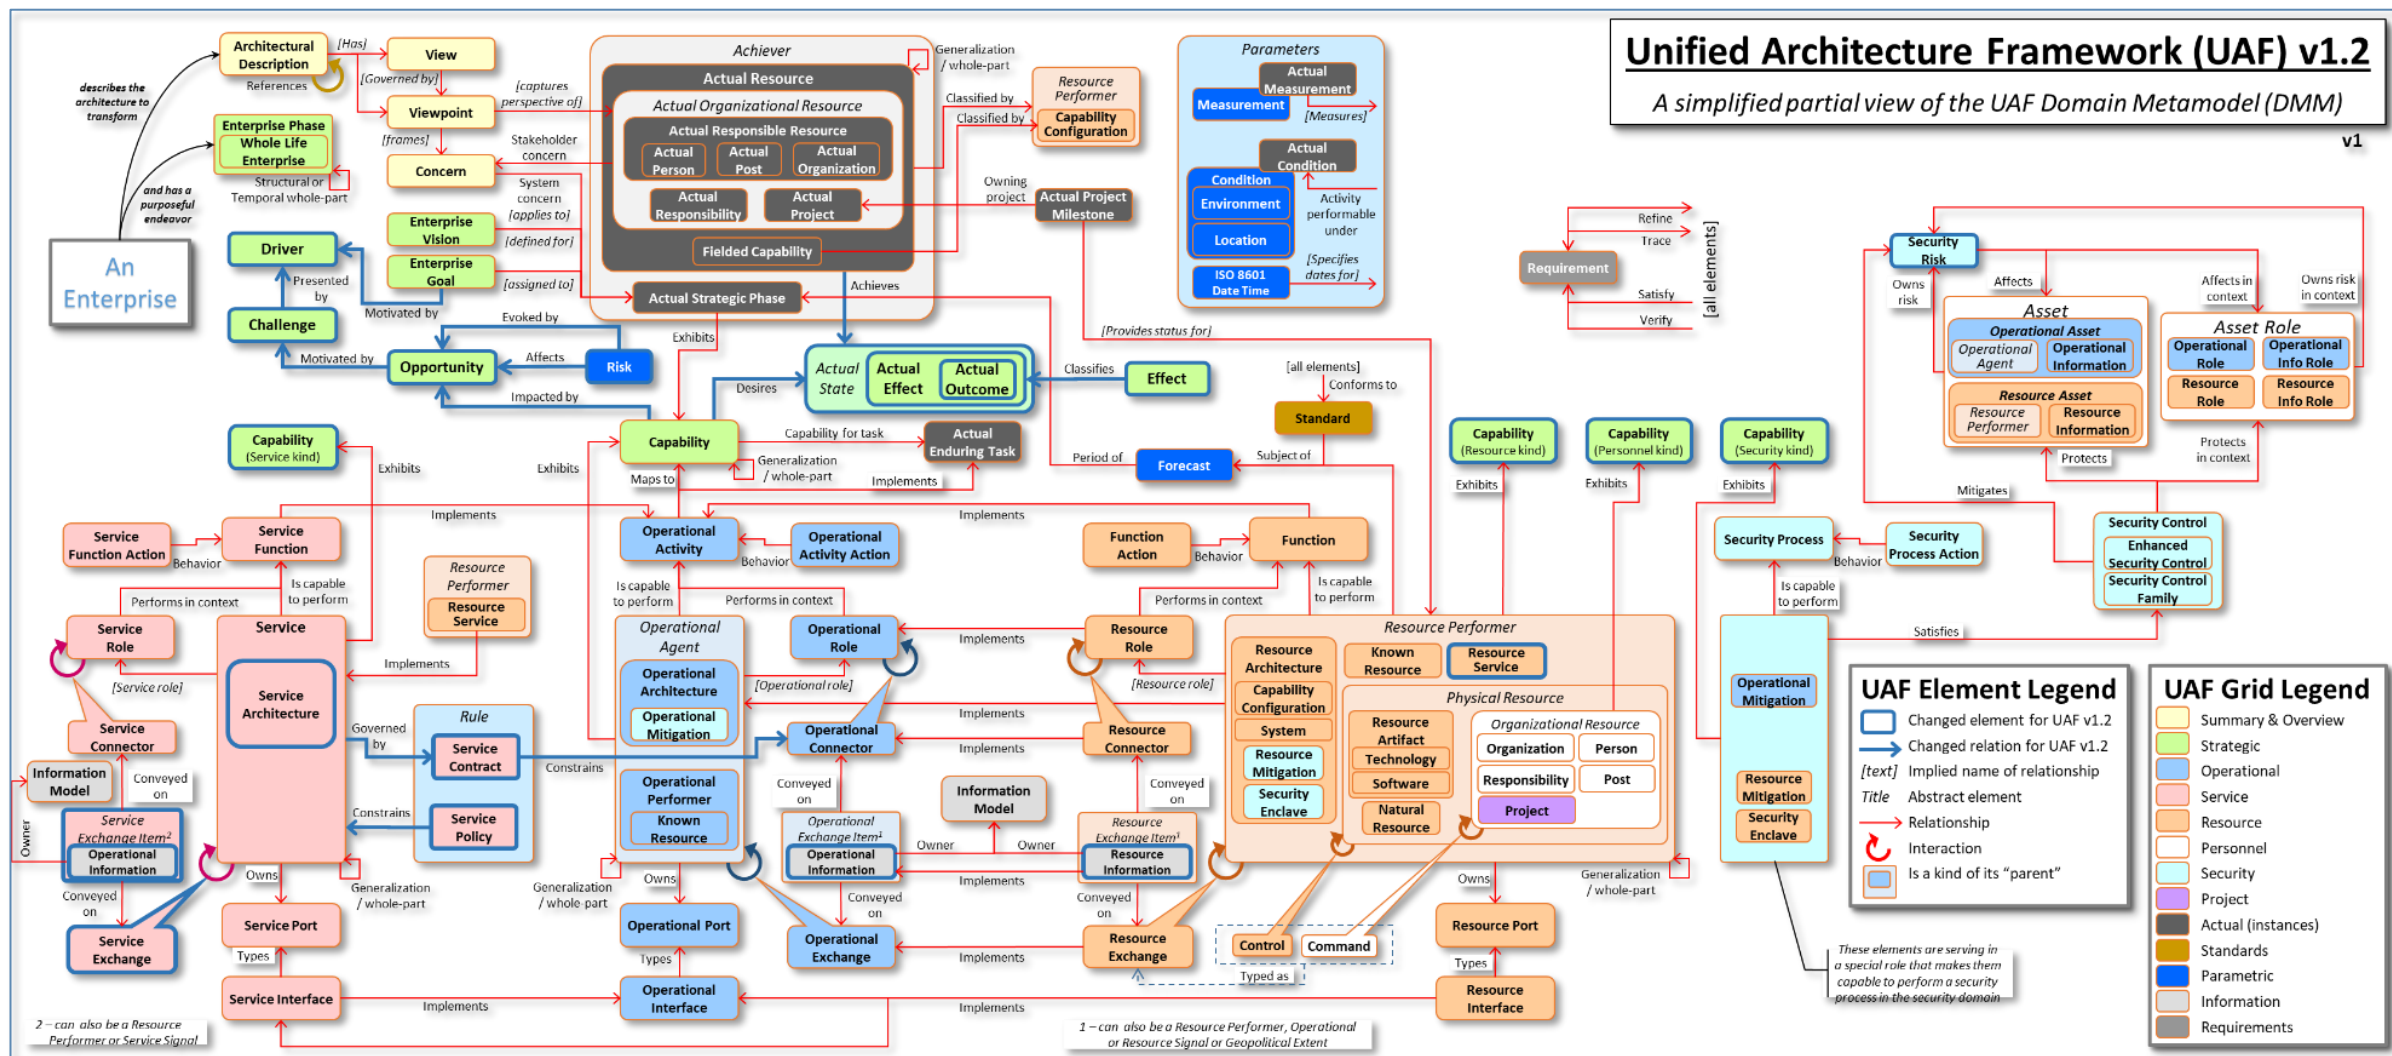 Unified Architecture Framework (UAF) v1.2
A simplified partial view of the UAF Domain Metamodel (DMM)
v1
Architectural
Description
References
[Has]
View
[Governed by]
Viewpoint
[captures
perspective of]
[frames]
Concern
Stakeholder
concern
System
concern
[applies to]
describes the
architecture to
transform
Enterprise Phase
Whole Life
Enterprise
Structural or
Temporal whole-part
and has a
purposeful
endeavor
An
Enterprise
Enterprise
Vision
[defined for]
Enterprise
Goal
[assigned to]
Driver
Presented
by
Motivated by
Challenge
Motivated by
Opportunity
Evoked by
Affects
Risk
Impacted by
Achiever
Actual Resource
Generalization
/ whole-part
Actual Organizational Resource
Actual Responsible Resource
Actual
Person
Actual
Post
Actual
Organization
Actual
Responsibility
Actual
Project
Fielded Capability
Actual Strategic Phase
Classified by
Classified by
Resource
Performer
Capability
Configuration
Owning
project
Actual Project
Milestone
Achieves
Exhibits
[Provides status for]
Parameters
Actual
Measurement
Measurement
[Measures]
Actual
Condition
Condition
Environment
Location
Activity
performable
under
[Specifies
dates for]
ISO 8601
Date Time
Requirement
Refine
Trace
Satisfy
Verify
[all elements]
Actual
State
Actual
Effect
Actual
Outcome
Desires
Classifies
Effect
[all elements]
Conforms to
Standard
Subject of
Forecast
Period of
Capability
(Service kind)
Exhibits
Capability
Exhibits
Capability for task
Actual
Enduring Task
Generalization
/ whole-part
Maps to
Implements
Capability
(Resource kind)
Exhibits
Capability
(Personnel kind)
Exhibits
Capability
(Security kind)
Exhibits
Security
Risk
Owns
risk
Affects
Affects in
context
Owns risk
in context
Asset
Operational Asset
Operational
Agent
Operational
Information
Resource Asset
Resource
Performer
Resource
Information
Asset Role
Operational
Role
Operational
Info Role
Resource
Role
Resource
Info Role
Protects
Protects
in context
Mitigates
Security Control
Enhanced
Security Control
Security Control
Family
Security Process
Behavior
Security
Process Action
Is capable
to perform
Satisfies
Operational
Mitigation
Resource
Mitigation
Security
Enclave
These elements are serving in
a special role that makes them
capable to perform a security
process in the security domain
Service
Function Action
Behavior
Service
Function
Implements
Operational
Activity
Behavior
Operational
Activity Action
Implements
Function
Action
Behavior
Function
Performs in context
Is capable
to perform
Resource
Performer
Resource
Service
Implements
Service
Role
[Service role]
Service
Service
Architecture
Service
Connector
Information
Model
Conveyed
on
Owner
Service
Exchange Item²
Operational
Information
Conveyed
on
Service
Exchange
Owns
Generalization
/ whole-part
Service Port
Types
Service Interface
Implements
2 – can also be a Resource
Performer or Service Signal
Rule
Governed
by
Service
Contract
Constrains
Constrains
Service
Policy
Is capable
to perform
Performs in context
Operational
Agent
Operational
Architecture
Operational
Mitigation
Operational
Performer
Known
Resource
Operational
Role
[Operational role]
Operational
Connector
Conveyed
on
Operational
Exchange Item¹
Operational
Information
Conveyed
on
Operational
Exchange
Generalization
/ whole-part
Owns
Operational Port
Types
Operational
Interface
Implements
Information
Model
Owner
Owner
Implements
Implements
Implements
Implements
Implements
Performs in context
Is capable
to perform
Resource
Role
[Resource role]
Resource
Connector
Conveyed
on
Resource
Exchange Item¹
Resource
Information
Conveyed
on
Resource
Exchange
1 – can also be a Resource Performer, Operational
or Resource Signal or Geopolitical Extent
Resource Performer
Resource
Architecture
Capability
Configuration
System
Resource
Mitigation
Security
Enclave
Known
Resource
Resource
Service
Physical Resource
Resource
Artifact
Technology
Software
Natural
Resource
Organizational Resource
Organization
Person
Responsibility
Post
Project
Control
Command
Typed as
Owns
Resource Port
Types
Resource
Interface
Generalization
/ whole-part
UAF Element Legend
Changed element for UAF v1.2
Changed relation for UAF v1.2
[text] Implied name of relationship
Title Abstract element
Relationship
Interaction
Is a kind of its “parent”
UAF Grid Legend
Summary & Overview
Strategic
Operational
Service
Resource
Personnel
Security
Project
Actual (instances)
Standards
Parametric
Information
Requirements